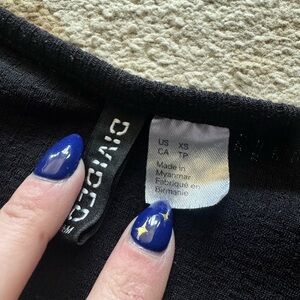 DIVIDED
H&M
US XS
CA TP
Made in
Myanmar
Fabriqué en
Birmanie